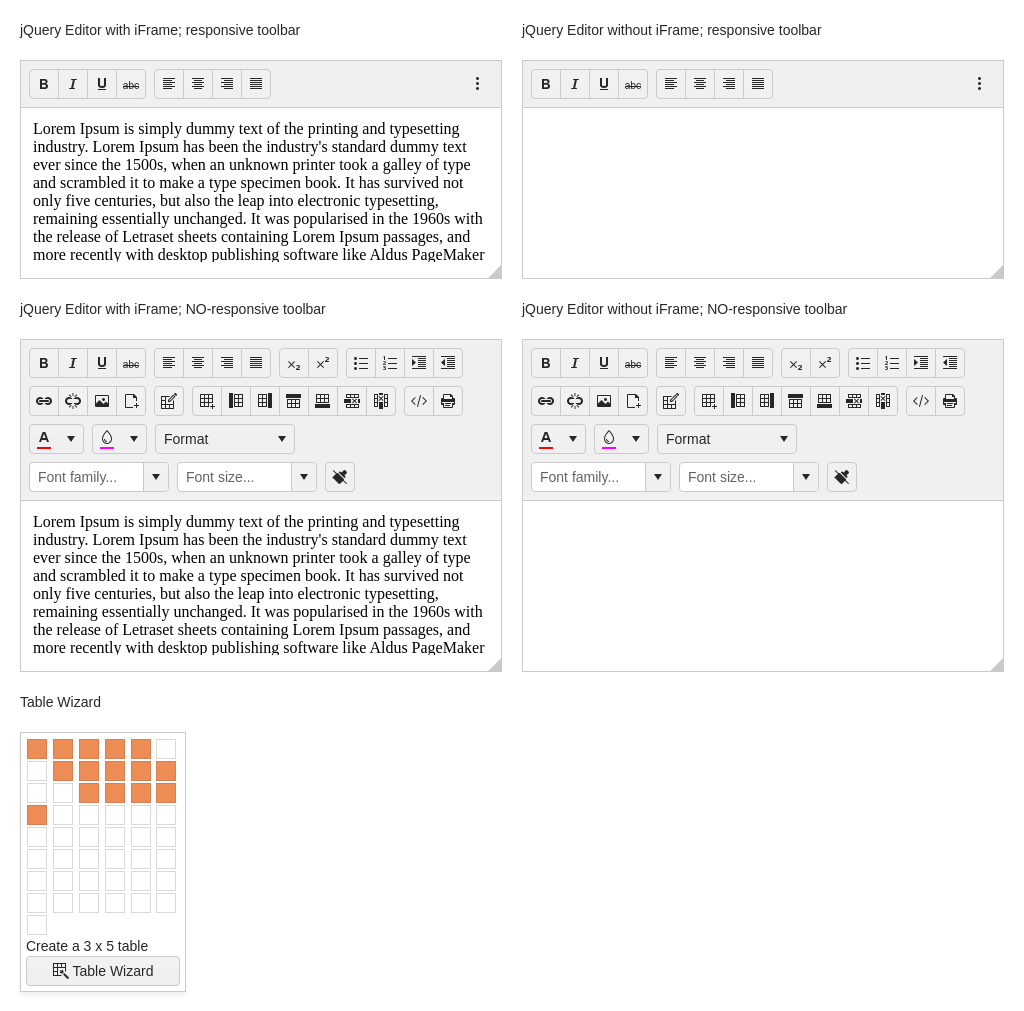 jQuery Editor with iFrame; responsive toolbar
jQuery Editor without iFrame; responsive toolbar
B I U abc
B I U abc
Lorem Ipsum is simply dummy text of the printing and typesetting
industry. Lorem Ipsum has been the industry's standard dummy text
ever since the 1500s, when an unknown printer took a galley of type
and scrambled it to make a type specimen book. It has survived not
only five centuries, but also the leap into electronic typesetting,
remaining essentially unchanged. It was popularised in the 1960s with
the release of Letraset sheets containing Lorem Ipsum passages, and
more recently with desktop publishing software like Aldus PageMaker
jQuery Editor with iFrame; NO-responsive toolbar
jQuery Editor without iFrame; NO-responsive toolbar
B I U abc ×₂ ×²
B I U abc ×₂ ×²
A Format
A Format
Font family... Font size...
Font family... Font size...
Lorem Ipsum is simply dummy text of the printing and typesetting
industry. Lorem Ipsum has been the industry's standard dummy text
ever since the 1500s, when an unknown printer took a galley of type
and scrambled it to make a type specimen book. It has survived not
only five centuries, but also the leap into electronic typesetting,
remaining essentially unchanged. It was popularised in the 1960s with
the release of Letraset sheets containing Lorem Ipsum passages, and
more recently with desktop publishing software like Aldus PageMaker
Table Wizard
Create a 3 x 5 table
Table Wizard